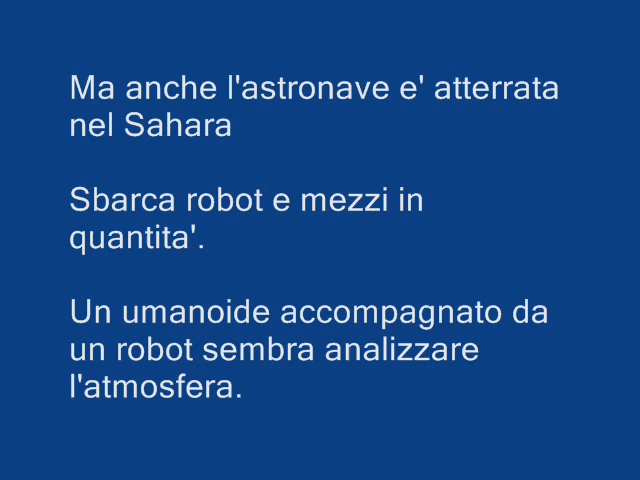 Ma anche l'astronave e' atterrata
nel Sahara
Sbarca robot e mezzi in
quantita'.
Un umanoide accompagnato da
un robot sembra analizzare
l'atmosfera.